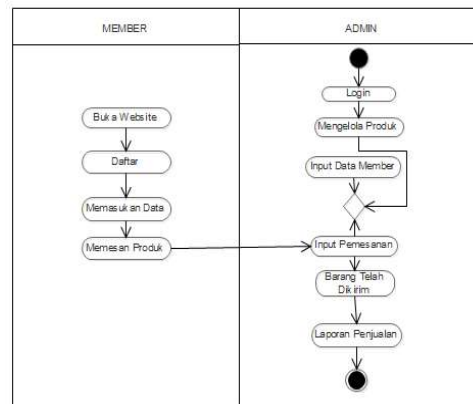 MEMBER
ADMIN
Buka Website
Daftar
Memasukan Data
Memesan Produk
Login
Mengelola Produk
Input Data Member
Input Pemesanan
Barang Telah
Dikirim
Laporan Penjualan